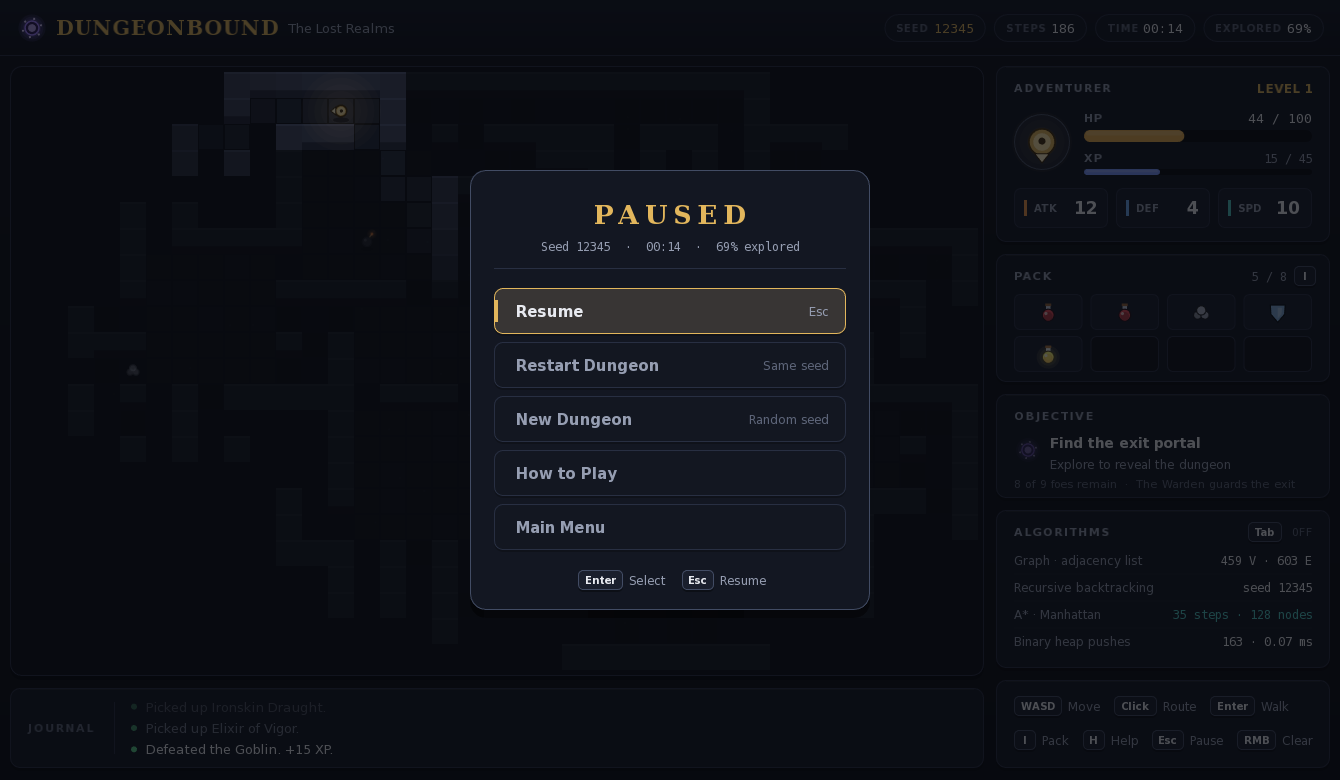 DUNGEONBOUND The Lost Realms
SEED 12345 STEPS 186 TIME 00:14 EXPLORED 69%
PAUSED
Seed 12345 · 00:14 · 69% explored
Resume Esc
Restart Dungeon Same seed
New Dungeon Random seed
How to Play
Main Menu
Enter Select Esc Resume
ADVENTURER LEVEL 1
HP 44 / 100
XP 15 / 45
ATK 12 DEF 4 SPD 10
PACK 5 / 8 I
OBJECTIVE
Find the exit portal
Explore to reveal the dungeon
8 of 9 foes remain · The Warden guards the exit
ALGORITHMS Tab OFF
Graph · adjacency list 459 V · 603 E
Recursive backtracking seed 12345
A* · Manhattan 35 steps · 128 nodes
Binary heap pushes 163 · 0.07 ms
WASD Move Click Route Enter Walk
I Pack H Help Esc Pause RMB Clear
JOURNAL
Picked up Ironskin Draught.
Picked up Elixir of Vigor.
Defeated the Goblin. +15 XP.